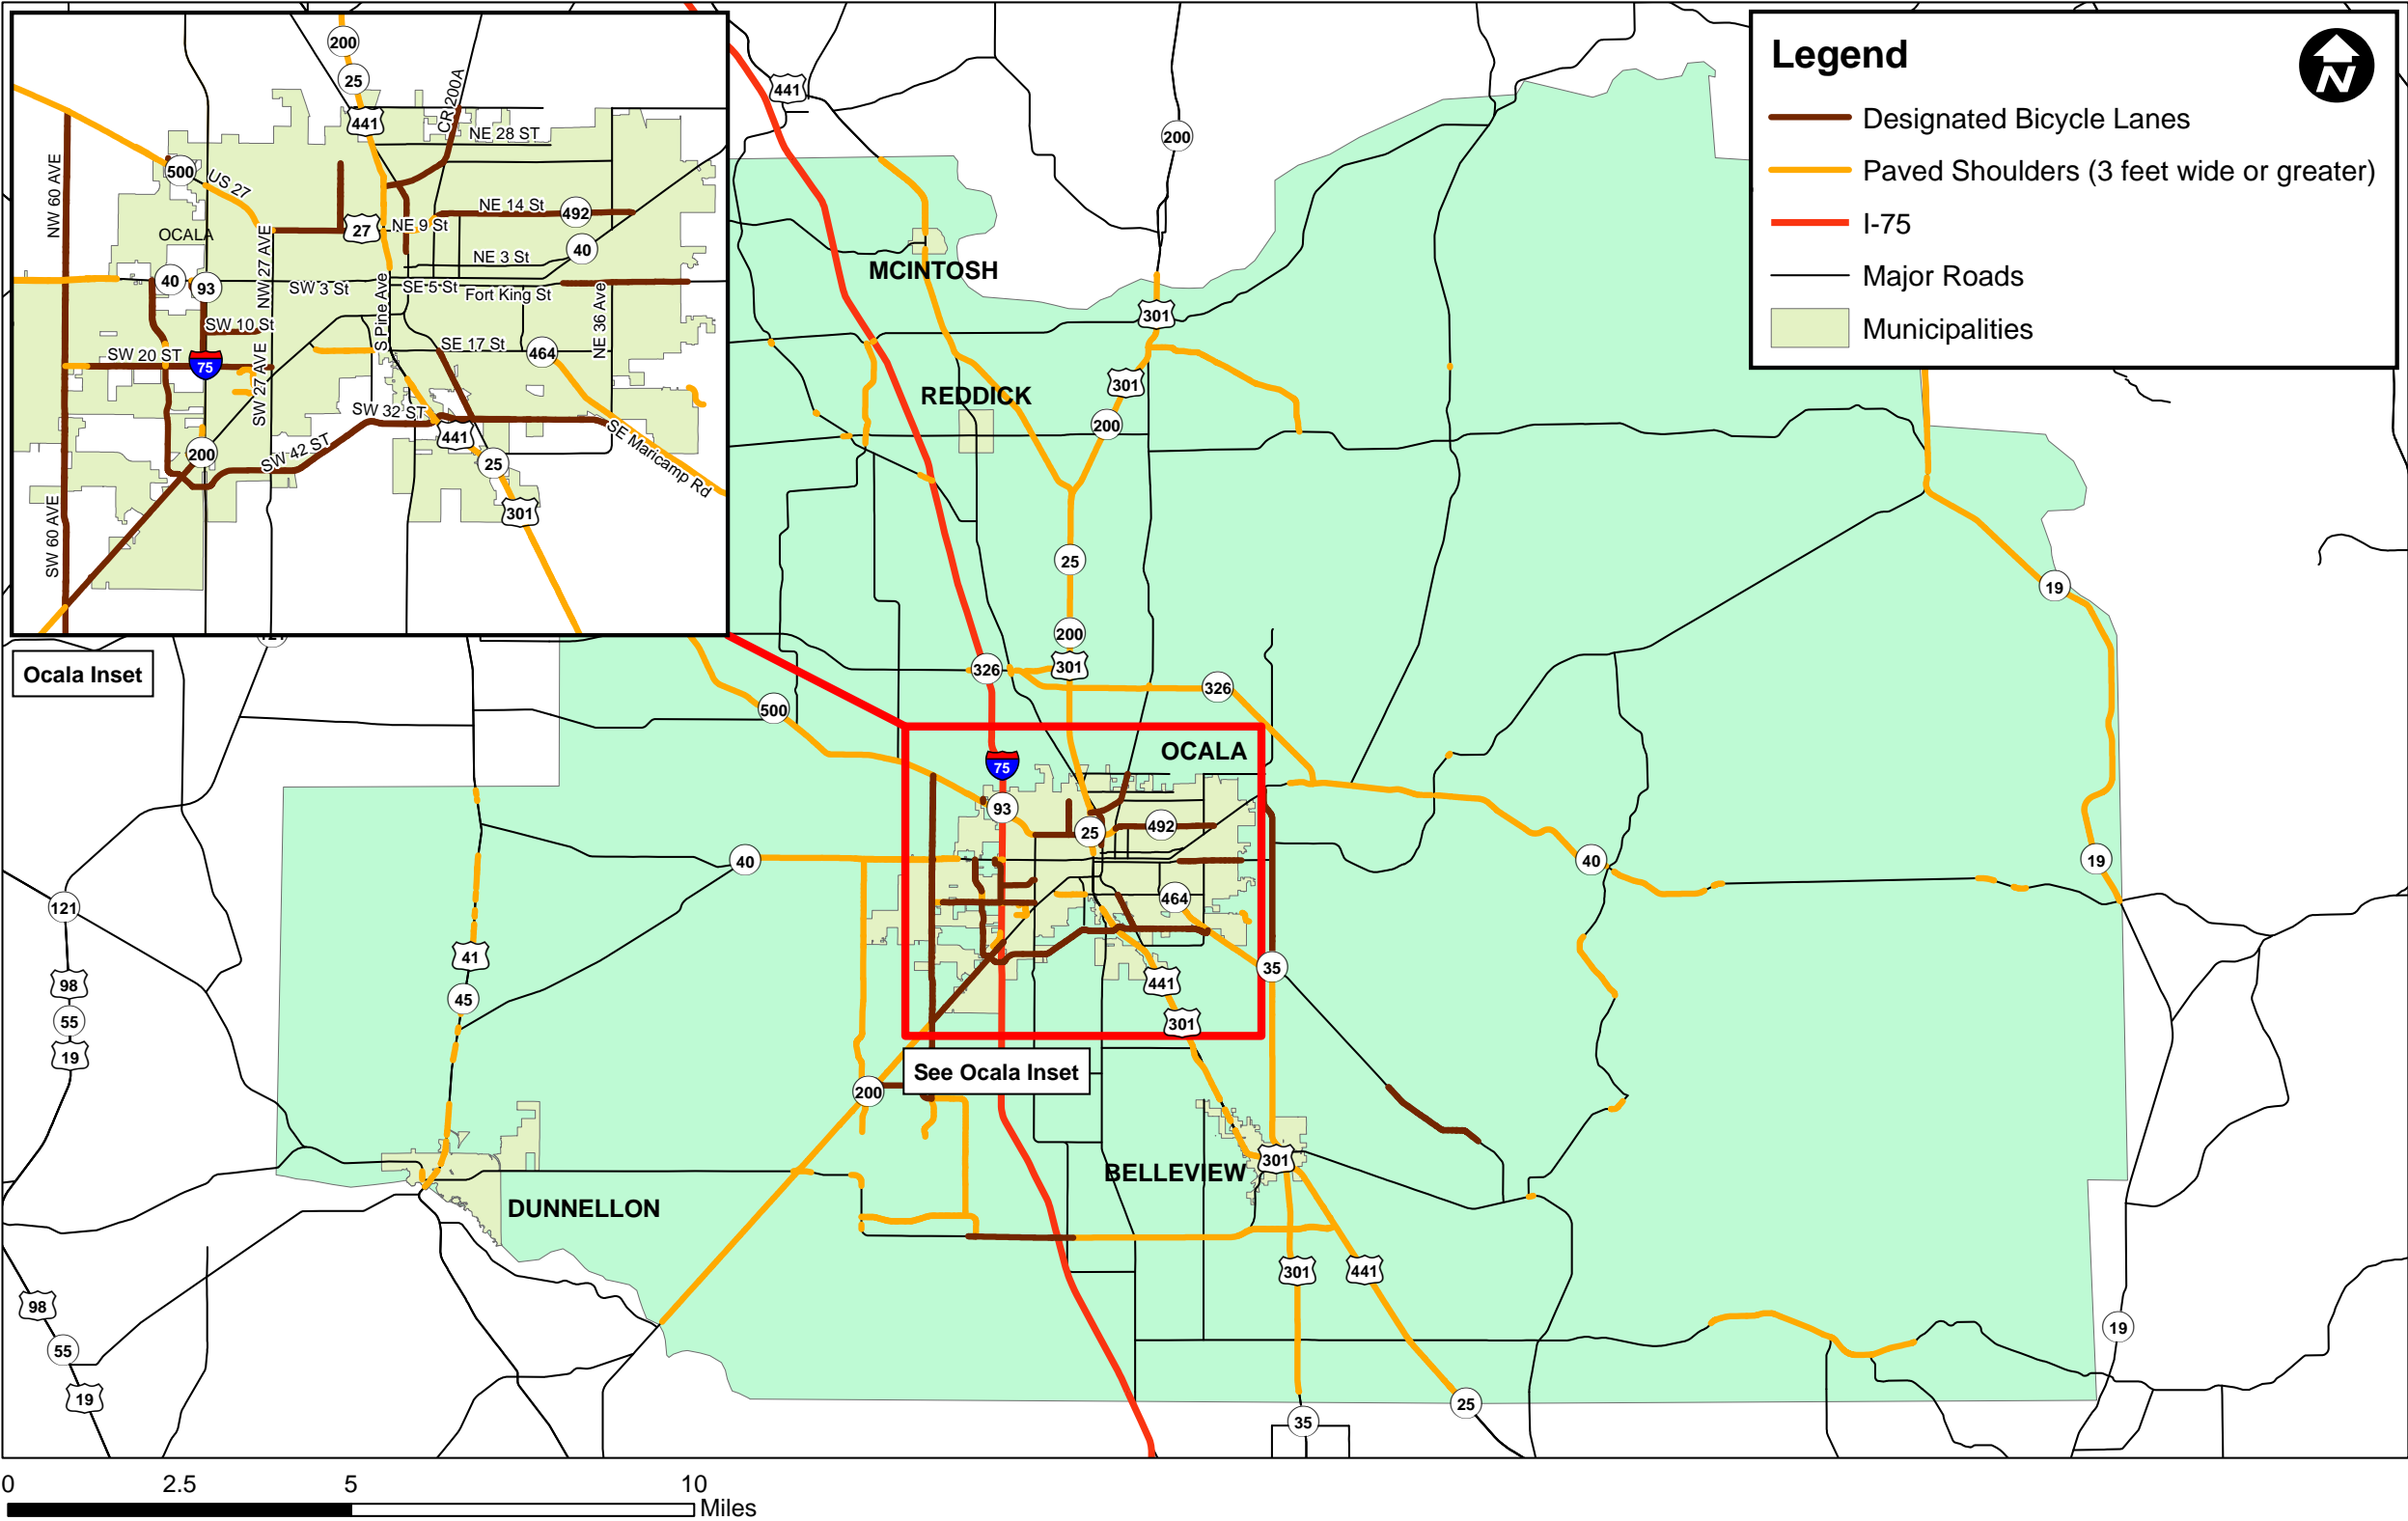 Legend
N
Designated Bicycle Lanes
Paved Shoulders (3 feet wide or greater)
I-75
Major Roads
Municipalities
200
25
441
CR 200A
NE 28 ST
NW 60 AVE
500
US 27
OCALA
NW 27 AVE
27
NE 14 St
492
NE 9 St
40
NE 3 St
40
93
SW 3 St
SE 5 St
Fort King St
S Pine Ave
NE 36 Ave
SW 10 St
SW 20 ST
75
SW 27 AVE
SE 17 St
464
SW 32 ST
441
SE Maricamp Rd
200
SW 42 ST
25
SW 60 AVE
301
Ocala Inset
441
200
MCINTOSH
301
REDDICK
301
200
25
19
200
301
326
326
500
OCALA
75
93
25
492
40
40
19
464
121
41
98
45
55
19
35
441
301
See Ocala Inset
200
BELLEVIEW
301
DUNNELLON
301
441
98
55
19
19
25
35
0
2.5
5
10
Miles